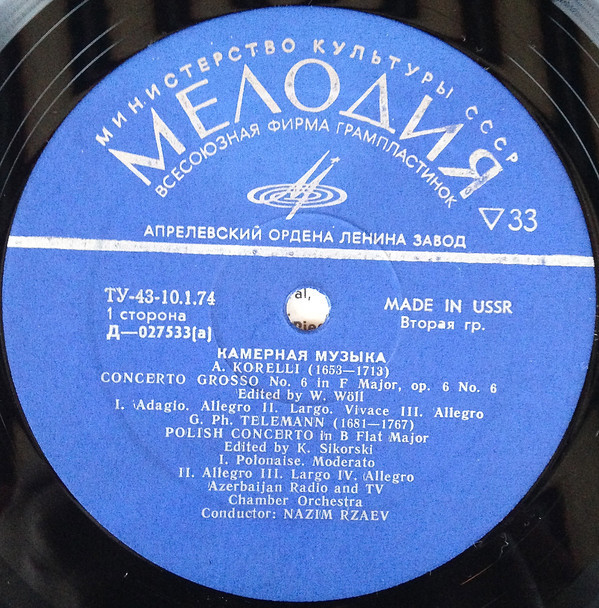 МИНИСТЕРСТВО КУЛЬТУРЫ СССР
МЕЛОДИЯ
ВСЕСОЮЗНАЯ ФИРМА ГРАМПЛАСТИНОК
33
АПРЕЛЕВСКИЙ ОРДЕНА ЛЕНИНА ЗАВОД
ТУ-43-10.1.74
1 сторона
Д—027533(а)
MADE IN USSR
Вторая гр.
al,
КАМЕРНАЯ МУЗЫКА
A. KORELLI (1653—1713)
CONCERTO GROSSO No. 6 in F Major, op. 6 No. 6
Edited by W. Wöll
I. Adagio. Allegro II. Largo. Vivace III. Allegro
G. Ph. TELEMANN (1681—1767)
POLISH CONCERTO in B Flat Major
Edited by K. Sikorski
I. Polonaise. Moderato
II. Allegro III. Largo IV. Allegro
Azerbaijan Radio and TV
Chamber Orchestra
Conductor: NAZIM RZAEV